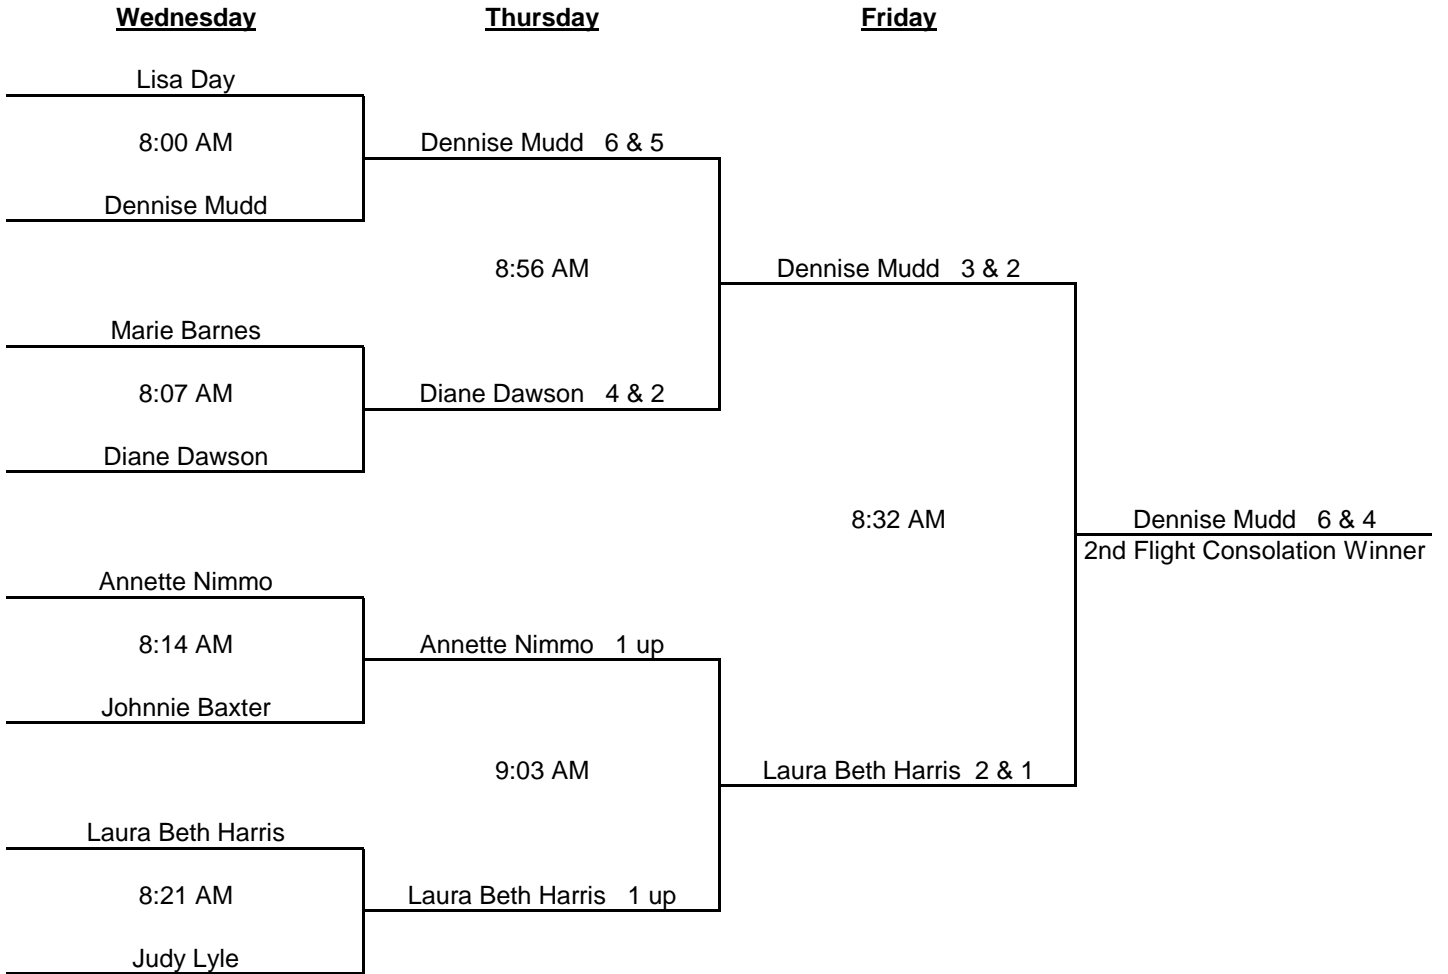 Wednesday Thursday Friday
Lisa Day
8:00 AM Dennise Mudd 6 & 5
Dennise Mudd
8:56 AM Dennise Mudd 3 & 2
Marie Barnes
8:07 AM Diane Dawson 4 & 2
Diane Dawson
8:32 AM Dennise Mudd 6 & 4
2nd Flight Consolation Winner
Annette Nimmo
8:14 AM Annette Nimmo 1 up
Johnnie Baxter
9:03 AM Laura Beth Harris 2 & 1
Laura Beth Harris
8:21 AM Laura Beth Harris 1 up
Judy Lyle